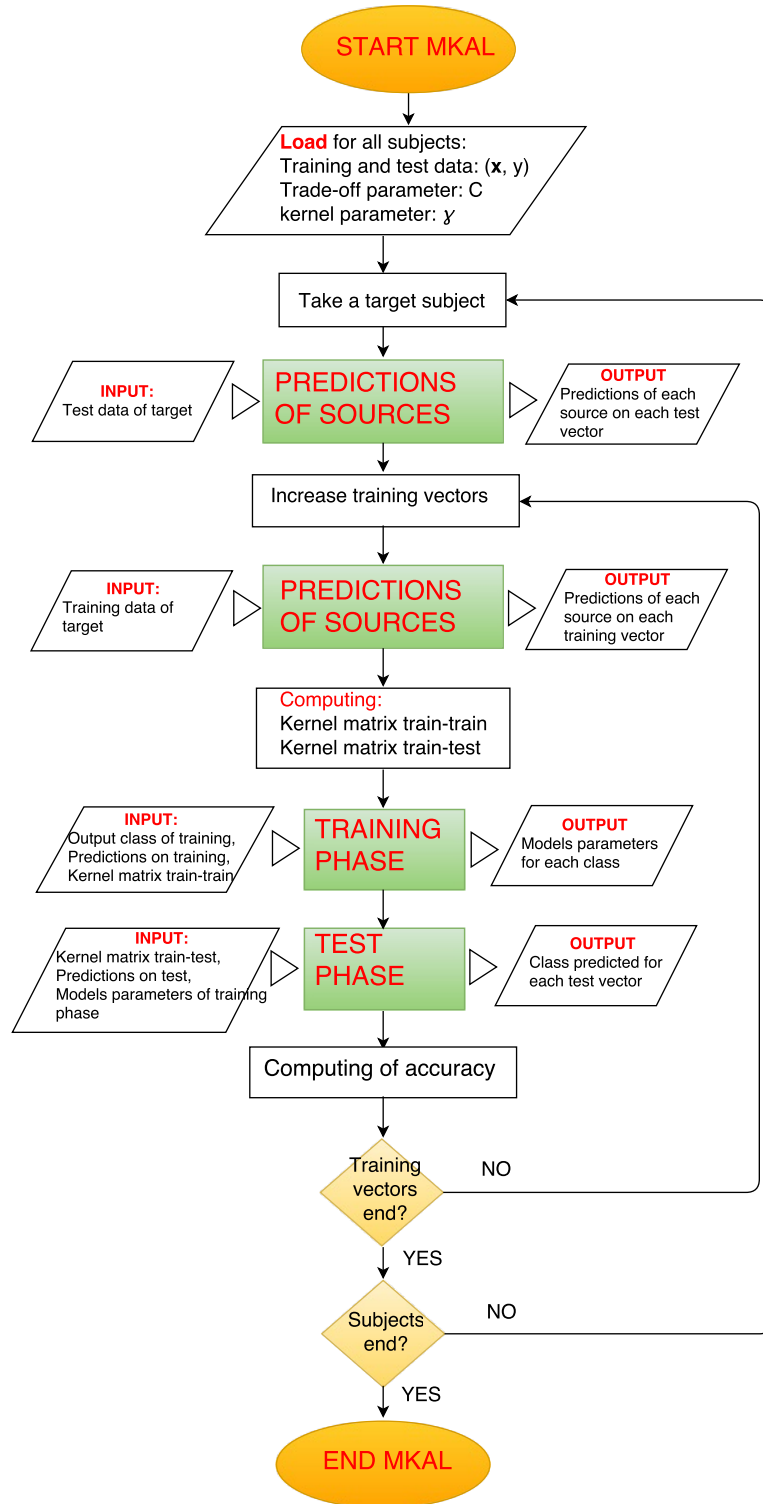 START MKAL
Load for all subjects:
Training and test data: (x, y)
Trade-off parameter: C
kernel parameter: γ
Take a target subject
INPUT:
Test data of target
PREDICTIONS
OF SOURCES
OUTPUT
Predictions of each
source on each test
vector
Increase training vectors
INPUT:
Training data of
target
PREDICTIONS
OF SOURCES
OUTPUT
Predictions of each
source on each
training vector
Computing:
Kernel matrix train-train
Kernel matrix train-test
INPUT:
Output class of training,
Predictions on training,
Kernel matrix train-train
TRAINING
PHASE
OUTPUT
Models parameters
for each class
INPUT:
Kernel matrix train-test,
Predictions on test,
Models parameters of training
phase
TEST
PHASE
OUTPUT
Class predicted for
each test vector
Computing of accuracy
Training
vectors
end?
NO
YES
Subjects
end?
NO
YES
END MKAL